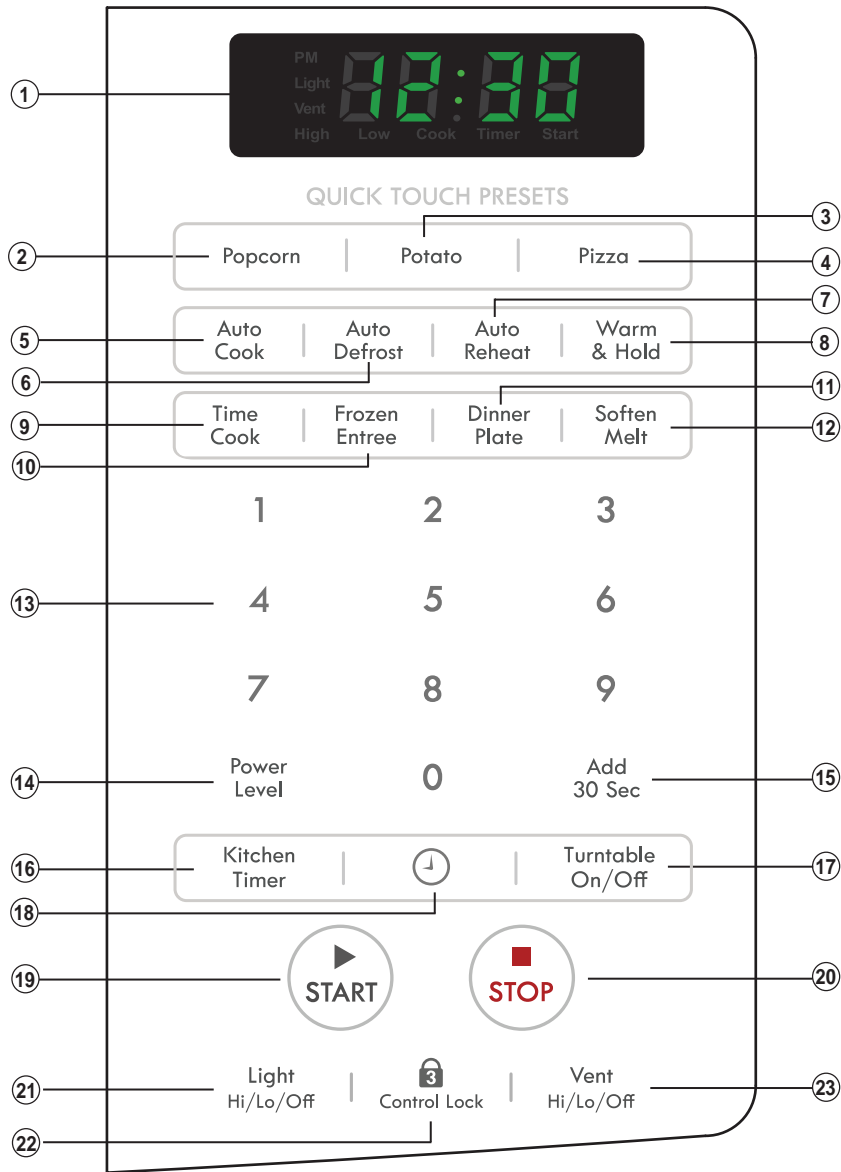 PM
Light
Vent
High Low Cook Timer Start
12:30
1
QUICK TOUCH PRESETS
3
2 Popcorn Potato Pizza 4
7
5 Auto Cook Auto Defrost Auto Reheat Warm & Hold 8
6
11
9 Time Cook Frozen Entree Dinner Plate Soften Melt 12
10
1 2 3
13 4 5 6
7 8 9
14 Power Level 0 Add 30 Sec 15
16 Kitchen Timer Turntable On/Off 17
18
19 START STOP 20
21 Light Hi/Lo/Off 3 Control Lock Vent Hi/Lo/Off 23
22